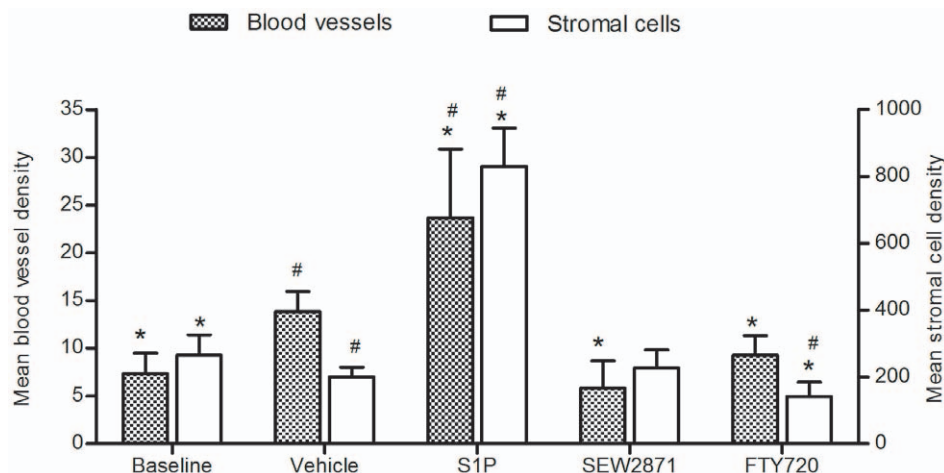 Blood vessels Stromal cells
Mean blood vessel density
35
30
25
20
15
10
5
0
* * # # # * # * * * # *
Baseline Vehicle S1P SEW2871 FTY720
1000
800
600
400
200
0
Mean stromal cell density